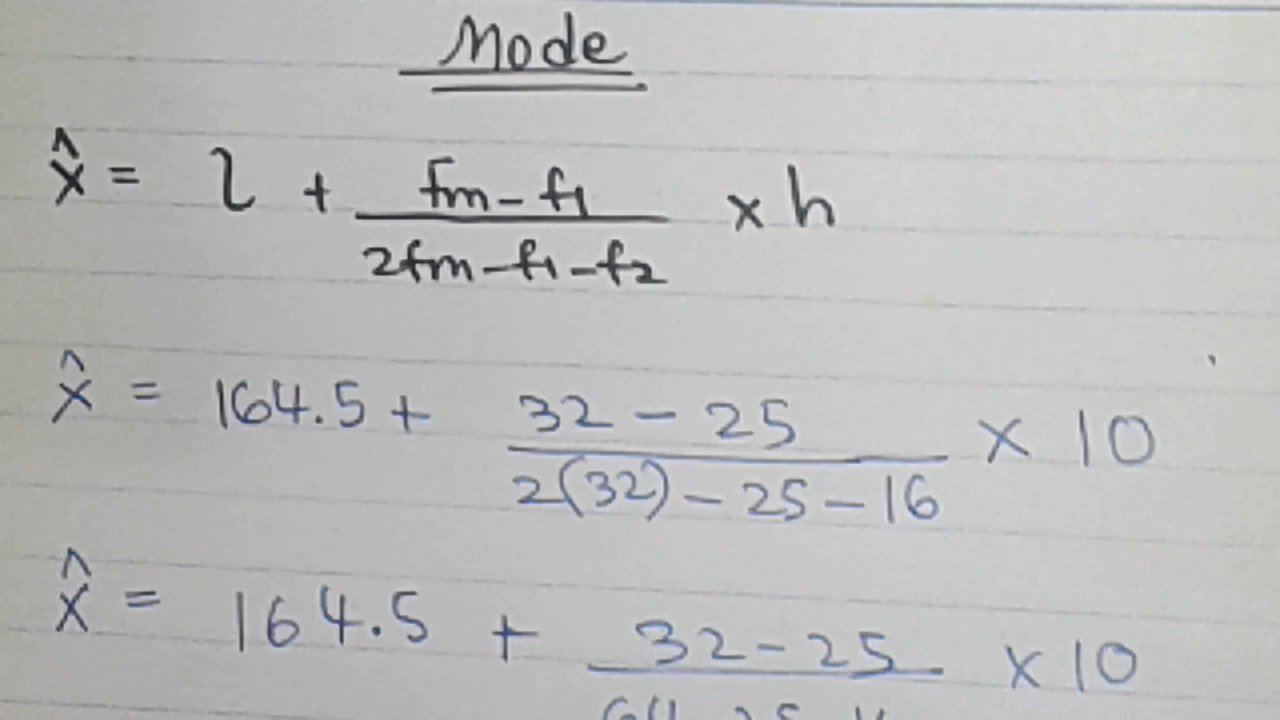 Mode
x̂ = l + fm - f1 / 2fm - f1 - f2 × h
x̂ = 164.5 + 32 - 25 / 2(32) - 25 - 16 × 10
x̂ = 164.5 + 32 - 25 / × 10